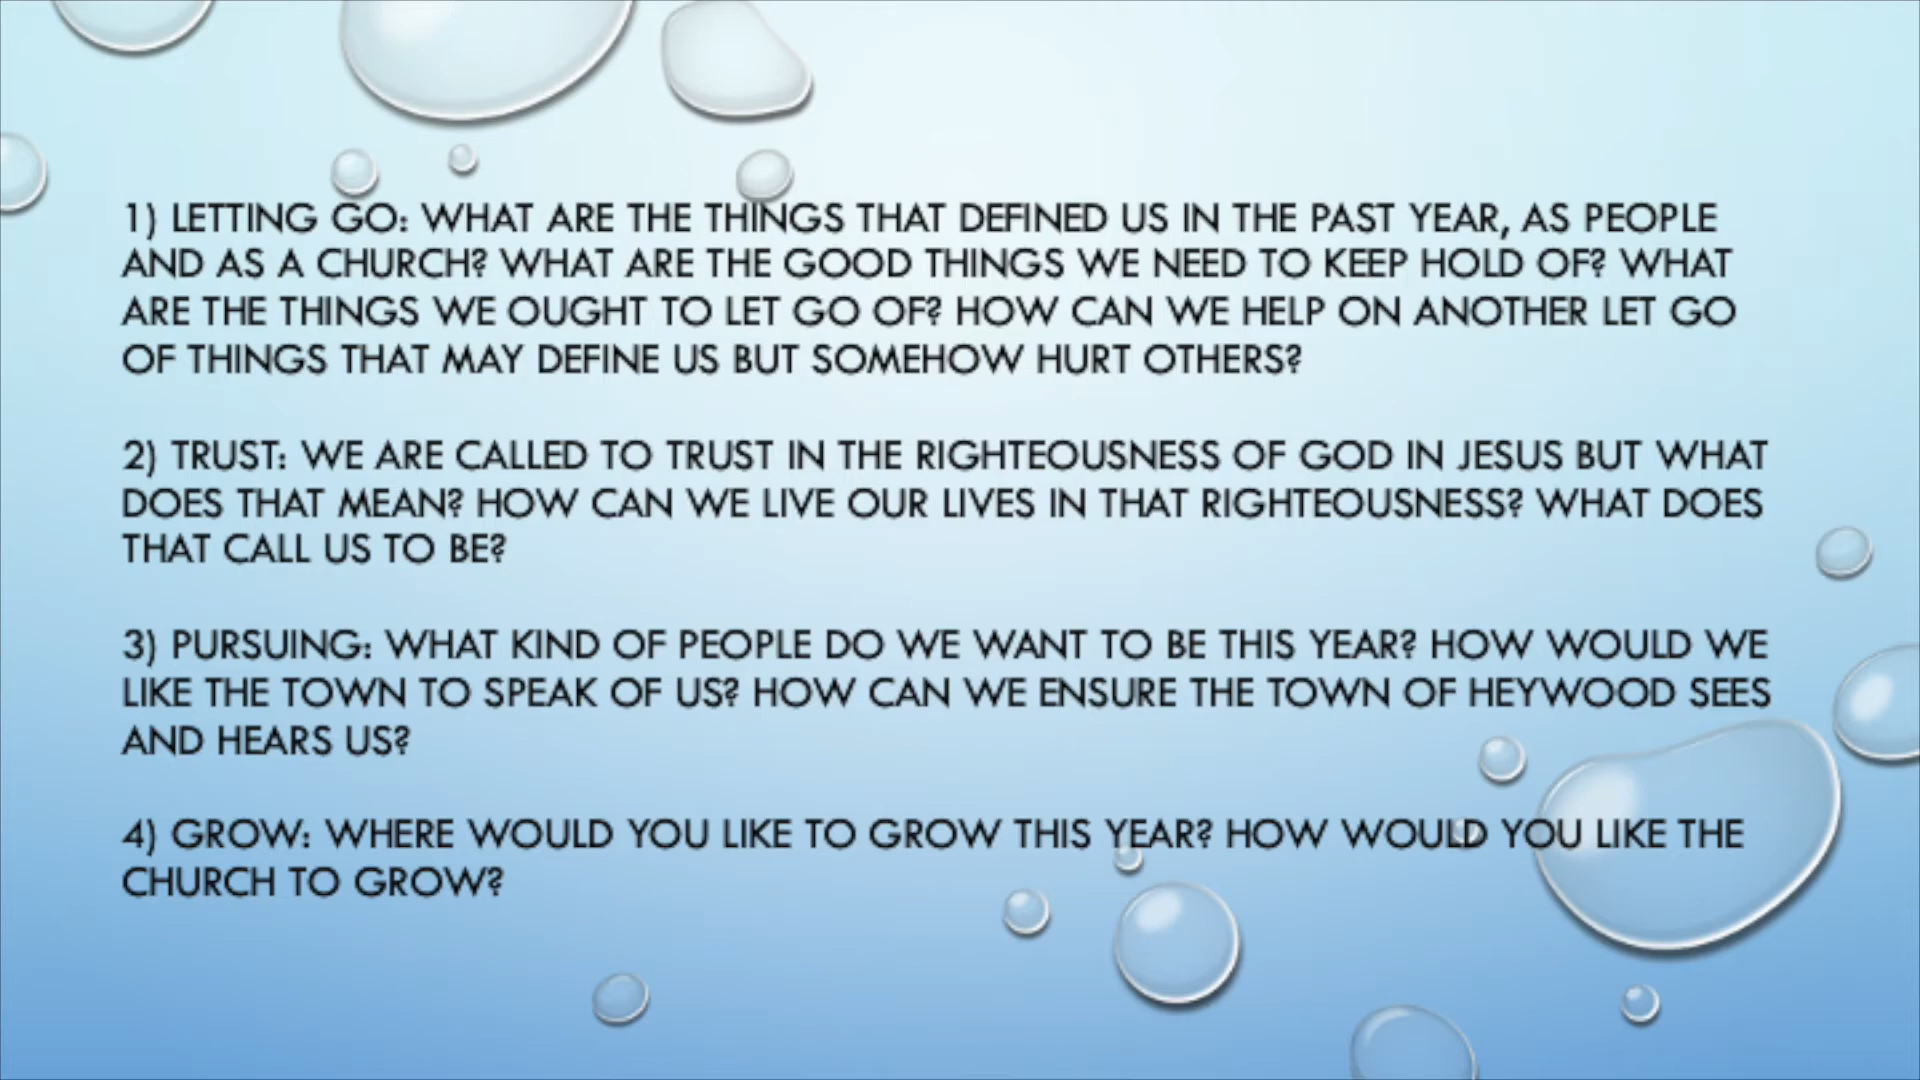 1) LETTING GO: WHAT ARE THE THINGS THAT DEFINED US IN THE PAST YEAR, AS PEOPLE
AND AS A CHURCH? WHAT ARE THE GOOD THINGS WE NEED TO KEEP HOLD OF? WHAT
ARE THE THINGS WE OUGHT TO LET GO OF? HOW CAN WE HELP ON ANOTHER LET GO
OF THINGS THAT MAY DEFINE US BUT SOMEHOW HURT OTHERS?
2) TRUST: WE ARE CALLED TO TRUST IN THE RIGHTEOUSNESS OF GOD IN JESUS BUT WHAT
DOES THAT MEAN? HOW CAN WE LIVE OUR LIVES IN THAT RIGHTEOUSNESS? WHAT DOES
THAT CALL US TO BE?
3) PURSUING: WHAT KIND OF PEOPLE DO WE WANT TO BE THIS YEAR? HOW WOULD WE
LIKE THE TOWN TO SPEAK OF US? HOW CAN WE ENSURE THE TOWN OF HEYWOOD SEES
AND HEARS US?
4) GROW: WHERE WOULD YOU LIKE TO GROW THIS YEAR? HOW WOULD YOU LIKE THE
CHURCH TO GROW?